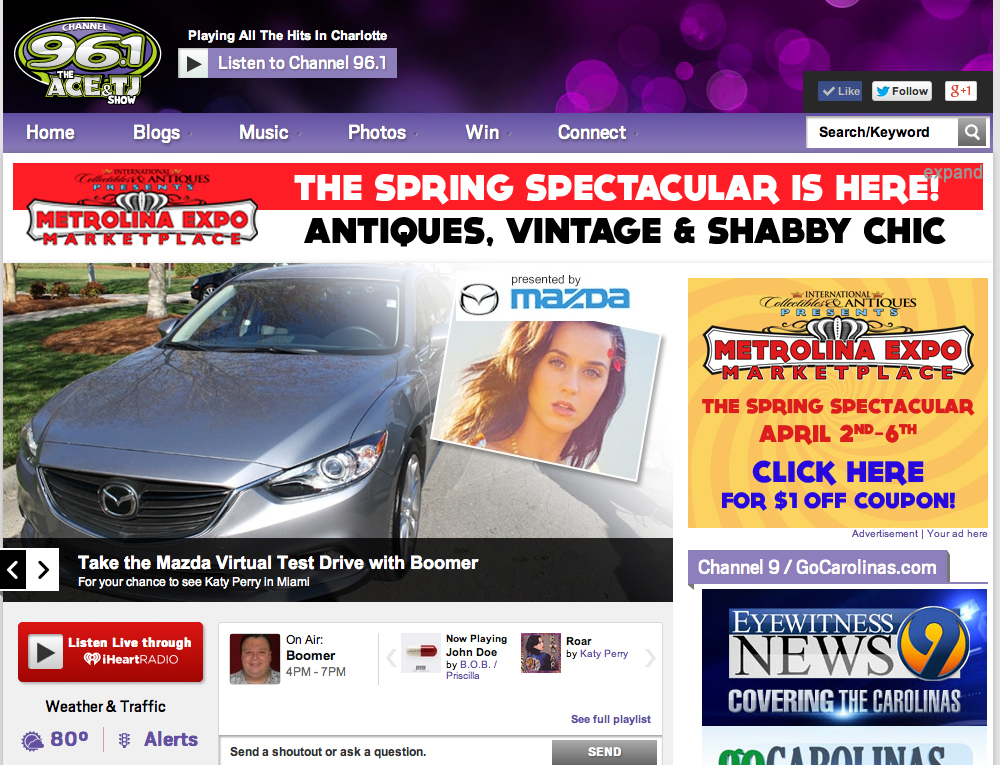 CHANNEL
96.1
THE
ACE & TJ
SHOW
Playing All The Hits In Charlotte
Listen to Channel 96.1
Like
Follow
g+1
Home
Blogs
Music
Photos
Win
Connect
Search/Keyword
INTERNATIONAL
Collectibles & ANTIQUES
PRESENTS
METROLINA EXPO
MARKETPLACE
THE SPRING SPECTACULAR IS HERE!
expand
ANTIQUES, VINTAGE & SHABBY CHIC
presented by
mazda
INTERNATIONAL
Collectibles & ANTIQUES
PRESENTS
METROLINA EXPO
MARKETPLACE
THE SPRING SPECTACULAR
APRIL 2ND-6TH
CLICK HERE
FOR $1 OFF COUPON!
Advertisement | Your ad here
Take the Mazda Virtual Test Drive with Boomer
For your chance to see Katy Perry in Miami
Channel 9 / GoCarolinas.com
EYEWITNESS
NEWS 9
COVERING THE CAROLINAS
goCAROLINAS
Listen Live through
iHeartRADIO
Weather & Traffic
80º
Alerts
On Air:
Boomer
4PM - 7PM
Now Playing
John Doe
by B.O.B. /
Priscilla
Roar
by Katy Perry
See full playlist
Send a shoutout or ask a question.
SEND